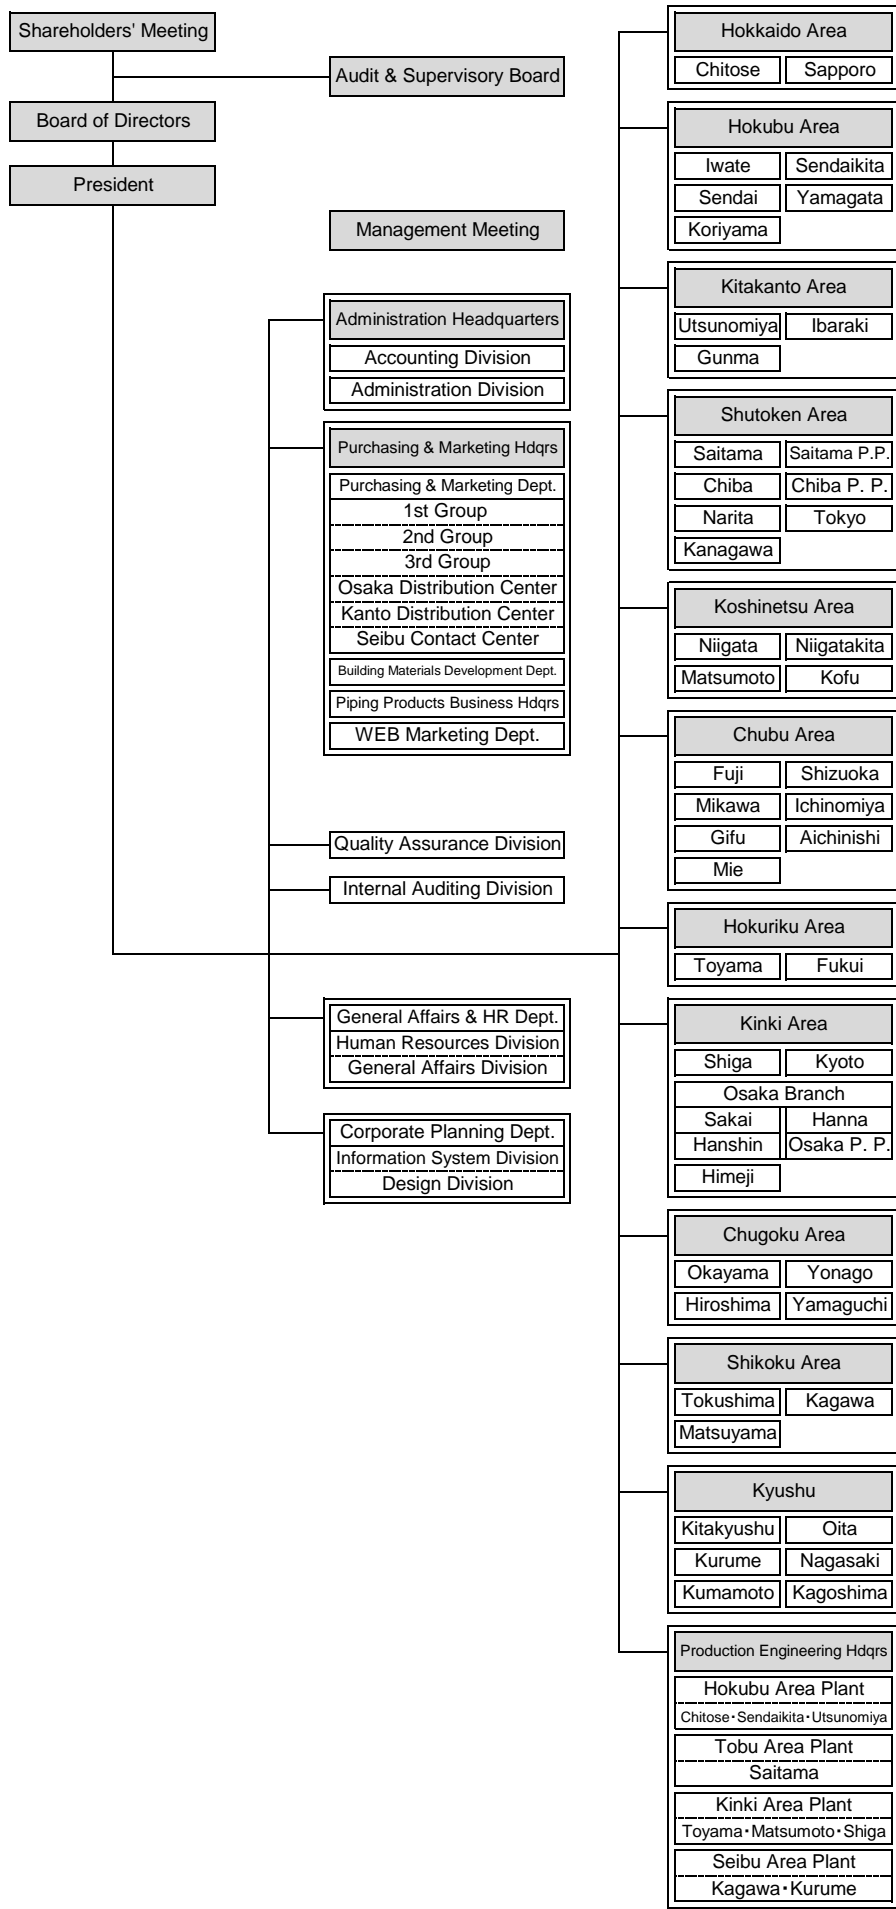 Shareholders' Meeting
Audit & Supervisory Board
Board of Directors
President
Management Meeting
Administration Headquarters
Accounting Division
Administration Division
Purchasing & Marketing Hdqrs
Purchasing & Marketing Dept.
1st Group
2nd Group
3rd Group
Osaka Distribution Center
Kanto Distribution Center
Seibu Contact Center
Building Materials Development Dept.
Piping Products Business Hdqrs
WEB Marketing Dept.
Quality Assurance Division
Internal Auditing Division
General Affairs & HR Dept.
Human Resources Division
General Affairs Division
Corporate Planning Dept.
Information System Division
Design Division
Hokkaido Area
Chitose Sapporo
Hokubu Area
Iwate Sendaikita
Sendai Yamagata
Koriyama
Kitakanto Area
Utsunomiya Ibaraki
Gunma
Shutoken Area
Saitama Saitama P.P.
Chiba Chiba P. P.
Narita Tokyo
Kanagawa
Koshinetsu Area
Niigata Niigatakita
Matsumoto Kofu
Chubu Area
Fuji Shizuoka
Mikawa Ichinomiya
Gifu Aichinishi
Mie
Hokuriku Area
Toyama Fukui
Kinki Area
Shiga Kyoto
Osaka Branch
Sakai Hanna
Hanshin Osaka P. P.
Himeji
Chugoku Area
Okayama Yonago
Hiroshima Yamaguchi
Shikoku Area
Tokushima Kagawa
Matsuyama
Kyushu
Kitakyushu Oita
Kurume Nagasaki
Kumamoto Kagoshima
Production Engineering Hdqrs
Hokubu Area Plant
Chitose・Sendaikita・Utsunomiya
Tobu Area Plant
Saitama
Kinki Area Plant
Toyama・Matsumoto・Shiga
Seibu Area Plant
Kagawa・Kurume